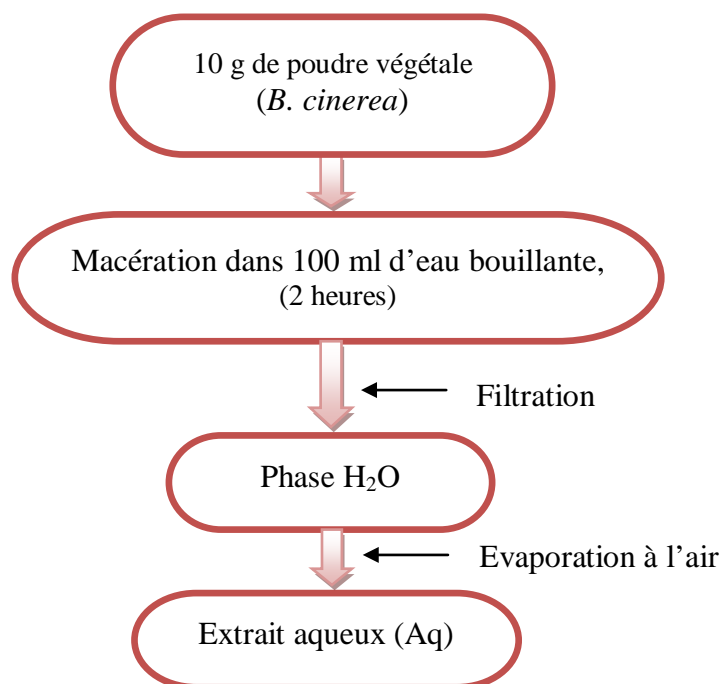 10 g de poudre végétale
(B. cinerea)
Macération dans 100 ml d’eau bouillante,
(2 heures)
Filtration
Phase H₂O
Evaporation à l’air
Extrait aqueux (Aq)